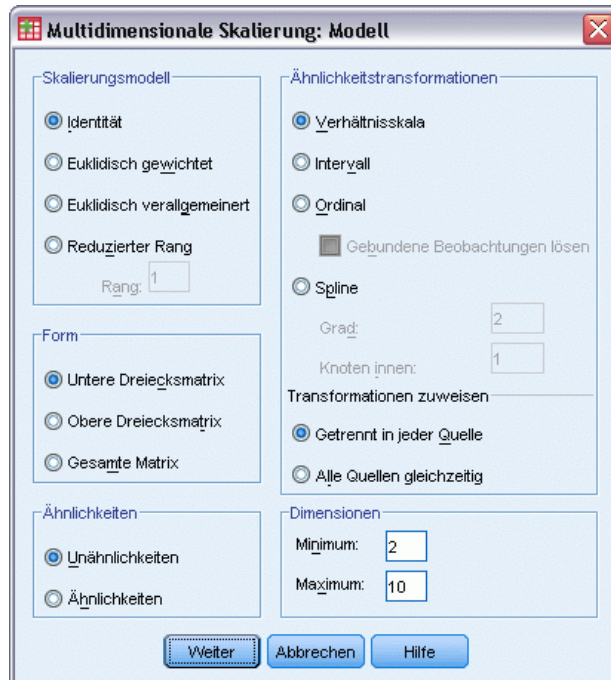 Multidimensionale Skalierung: Modell
Skalierungsmodell
Identität
Euklidisch gewichtet
Euklidisch verallgemeinert
Reduzierter Rang
Rang: 1
Form
Untere Dreiecksmatrix
Obere Dreiecksmatrix
Gesamte Matrix
Ähnlichkeiten
Unähnlichkeiten
Ähnlichkeiten
Ähnlichkeitstransformationen
Verhältnisskala
Intervall
Ordinal
Gebundene Beobachtungen lösen
Spline
Grad: 2
Knoten innen: 1
Transformationen zuweisen
Getrennt in jeder Quelle
Alle Quellen gleichzeitig
Dimensionen
Minimum: 2
Maximum: 10
Weiter Abbrechen Hilfe